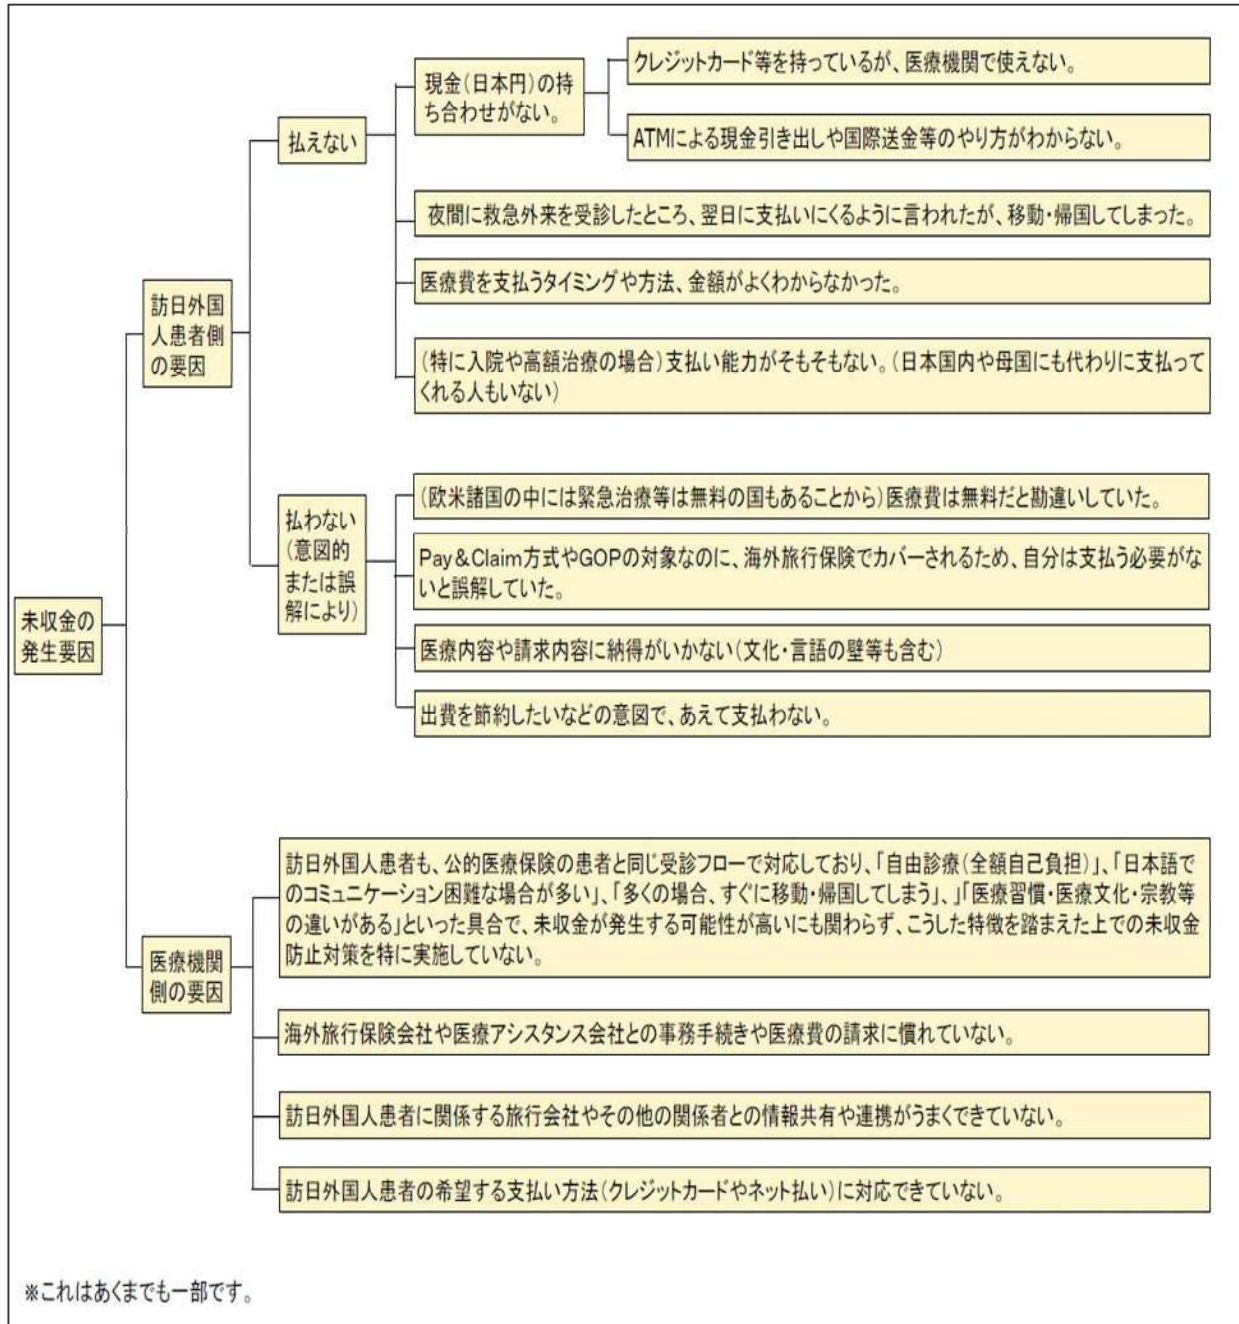 未収金の
発生要因
訪日外国
人患者側
の要因
払えない
現金（日本円）の持
ち合わせがない。
クレジットカード等を持っているが、医療機関で使えない。
ATMによる現金引き出しや国際送金等のやり方がわからない。
夜間に救急外来を受診したところ、翌日に支払いにくるように言われたが、移動・帰国してしまった。
医療費を支払うタイミングや方法、金額がよくわからなかった。
（特に入院や高額治療の場合）支払い能力がそもそもない。（日本国内や母国にも代わりに支払って
くれる人もいない）
払わない
（意図的
または誤
解により）
（欧米諸国の中には緊急治療等は無料の国もあることから）医療費は無料だと勘違いしていた。
Pay＆Claim方式やGOPの対象なのに、海外旅行保険でカバーされるため、自分は支払う必要がな
いと誤解していた。
医療内容や請求内容に納得がいかない（文化・言語の壁等も含む）
出費を節約したいなどの意図で、あえて支払わない。
医療機関
側の要因
訪日外国人患者も、公的医療保険の患者と同じ受診フローで対応しており、「自由診療（全額自己負担）」、「日本語で
のコミュニケーション困難な場合が多い」、「多くの場合、すぐに移動・帰国してしまう」、」「医療習慣・医療文化・宗教等
の違いがある」といった具合で、未収金が発生する可能性が高いにも関わらず、こうした特徴を踏まえた上での未収金
防止対策を特に実施していない。
海外旅行保険会社や医療アシスタンス会社との事務手続きや医療費の請求に慣れていない。
訪日外国人患者に関係する旅行会社やその他の関係者との情報共有や連携がうまくできていない。
訪日外国人患者の希望する支払い方法（クレジットカードやネット払い）に対応できていない。
※これはあくまでも一部です。